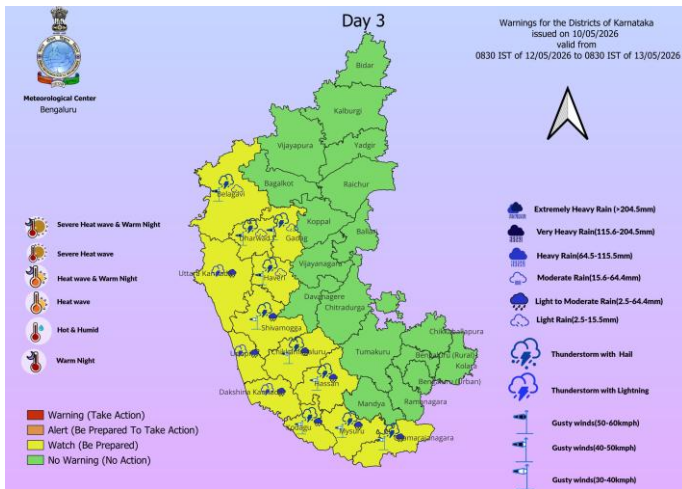 Day 3
Warnings for the Districts of Karnataka
issued on 10/05/2026
valid from
0830 IST of 12/05/2026 to 0830 IST of 13/05/2026
Meteorological Center
Bengaluru
Bidar
Kalburgi
Vijayapura
Yadgir
Bagalkot
Raichur
Belagavi
Koppal
Dharwad
Gadag
Ballari
Uttara Kannada
Haveri
Vijayanagara
Davanagere
Chitradurga
Shivamogga
Udupi
Chikkamagaluru
Tumakuru
Chikkaballapura
Bengaluru (Rural)
Kolara
Hassan
Bengaluru (Urban)
Dakshina Kannada
Ramanagara
Mandya
Kodagu
Mysuru
Chamarajanagara
Severe Heat wave & Warm Night
Severe Heat wave
Heat wave & Warm Night
Heat wave
Hot & Humid
Warm Night
Warning (Take Action)
Alert (Be Prepared To Take Action)
Watch (Be Prepared)
No Warning (No Action)
Extremely Heavy Rain (>204.5mm)
Very Heavy Rain(115.6-204.5mm)
Heavy Rain(64.5-115.5mm)
Moderate Rain(15.6-64.4mm)
Light to Moderate Rain(2.5-64.4mm)
Light Rain(2.5-15.5mm)
Thunderstorm with Hail
Thunderstorm with Lightning
Gusty winds(50-60kmph)
Gusty winds(40-50kmph)
Gusty winds(30-40kmph)